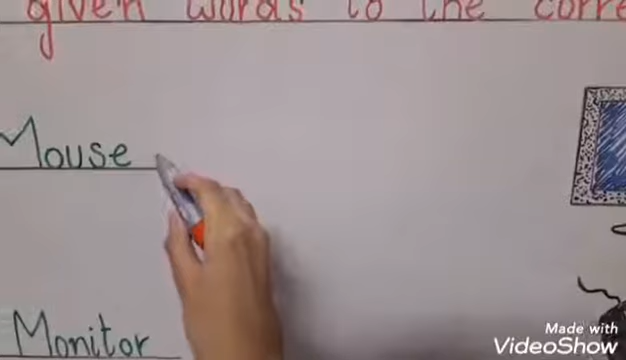 given words to the corre
Mouse
Monitor
Made with
VideoShow